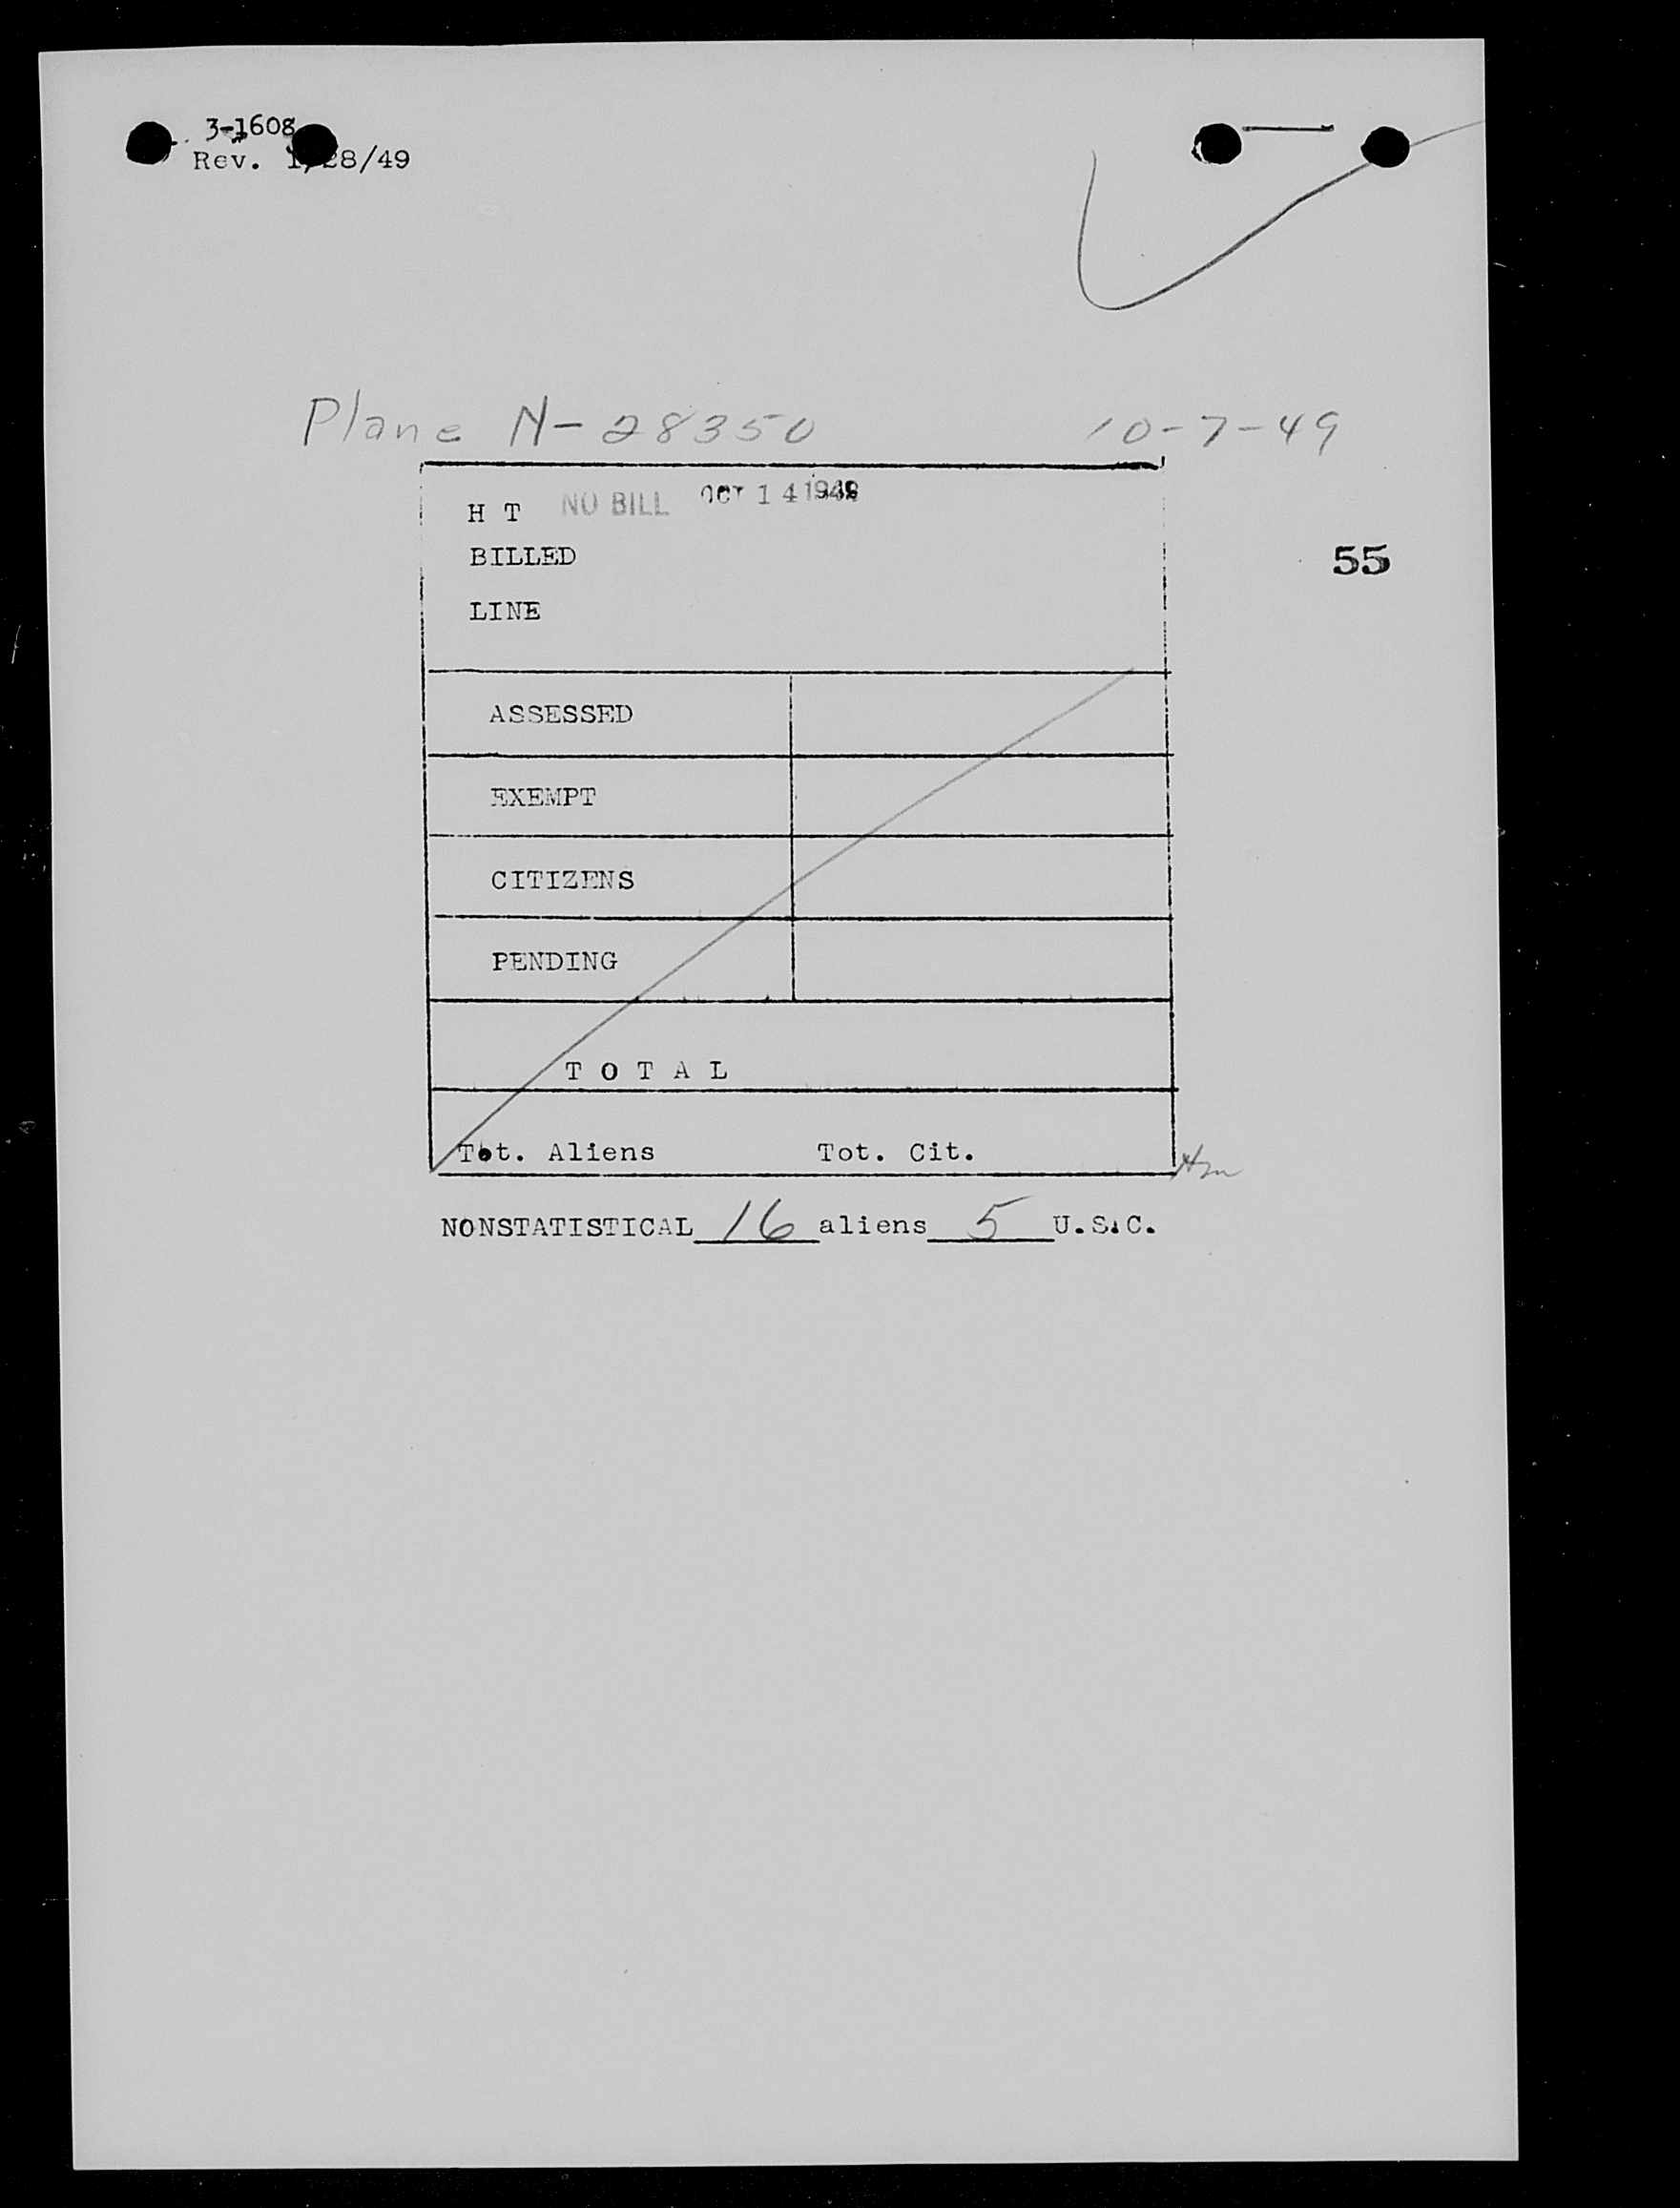 3-1608
Rev. 1/28/49
Plane N-28350 10-7-49
H T NO BILL OCT 14 1949
BILLED
55
LINE
ASSESSED
EXEMPT
CITIZENS
PENDING
T O T A L
Tot. Aliens Tot. Cit.
NONSTATISTICAL 16 aliens 5 U.S.C.